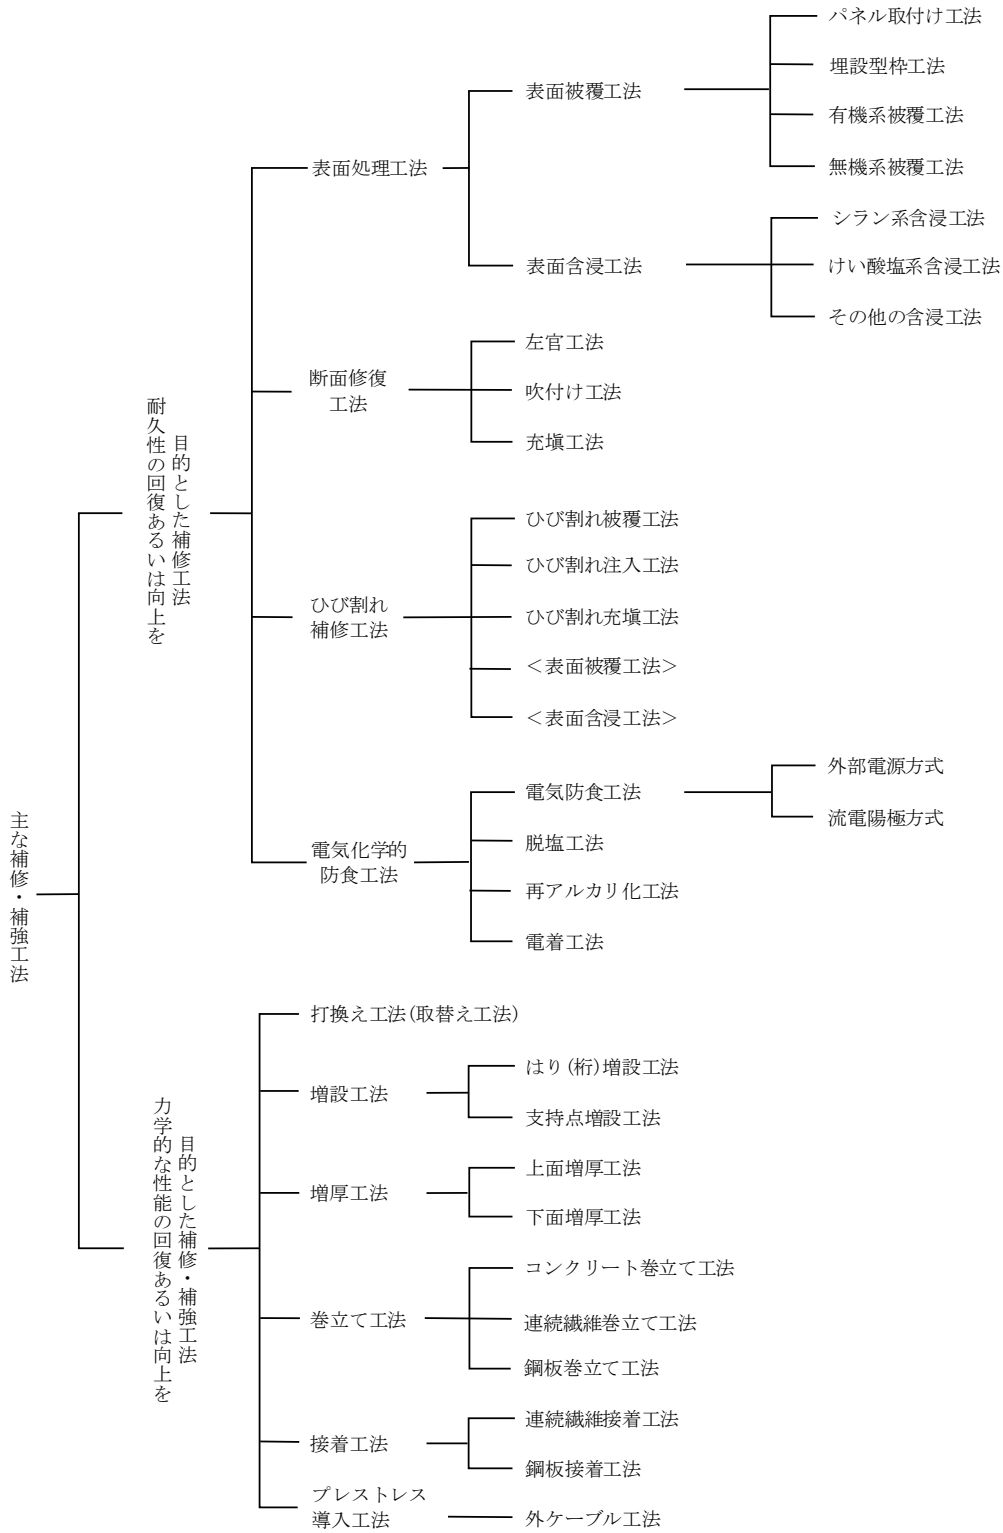 主な補修・補強工法
耐久性の回復あるいは向上を
目的とした補修工法
表面処理工法
表面被覆工法
パネル取付け工法
埋設型枠工法
有機系被覆工法
無機系被覆工法
表面含浸工法
シラン系含浸工法
けい酸塩系含浸工法
その他の含浸工法
断面修復
工法
左官工法
吹付け工法
充塡工法
ひび割れ
補修工法
ひび割れ被覆工法
ひび割れ注入工法
ひび割れ充塡工法
＜表面被覆工法＞
＜表面含浸工法＞
電気化学的
防食工法
電気防食工法
外部電源方式
流電陽極方式
脱塩工法
再アルカリ化工法
電着工法
力学的な性能の回復あるいは向上を
目的とした補修・補強工法
打換え工法(取替え工法)
増設工法
はり(桁)増設工法
支持点増設工法
増厚工法
上面増厚工法
下面増厚工法
巻立て工法
コンクリート巻立て工法
連続繊維巻立て工法
鋼板巻立て工法
接着工法
連続繊維接着工法
鋼板接着工法
プレストレス
導入工法
外ケーブル工法